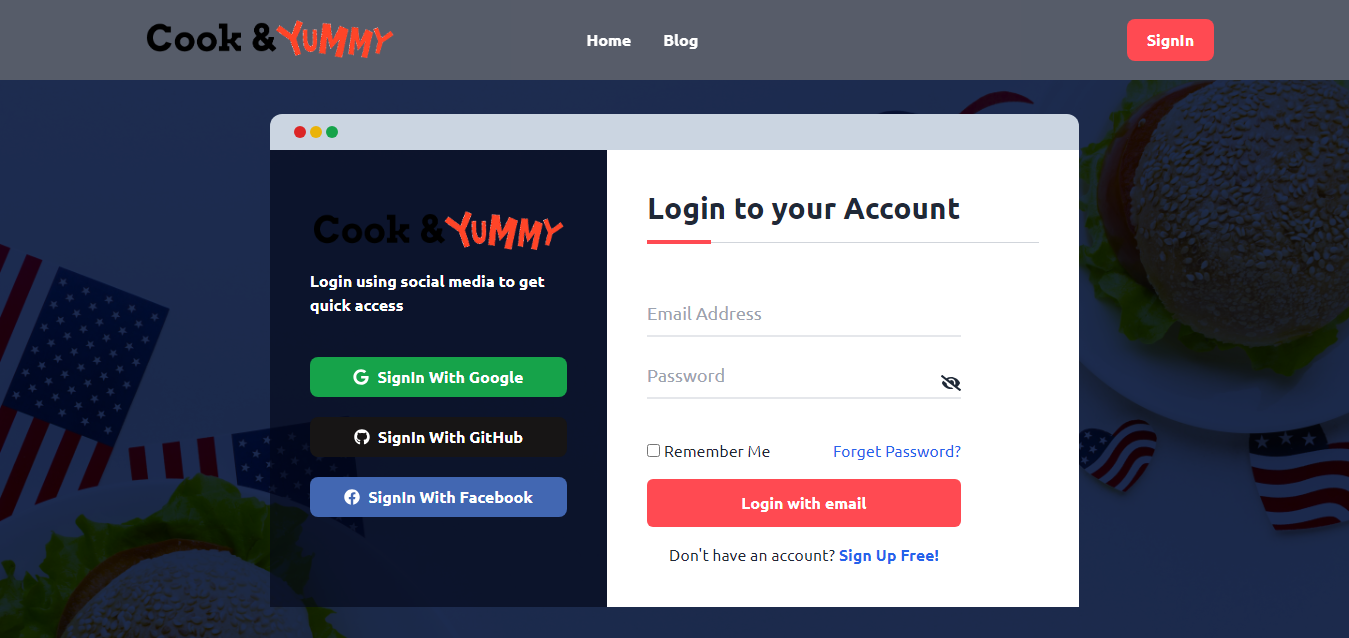 Cook & YUMMY
Home
Blog
SignIn
Cook & YUMMY
Login using social media to get
quick access
SignIn With Google
SignIn With GitHub
SignIn With Facebook
Login to your Account
Email Address
Password
Remember Me
Forget Password?
Login with email
Don't have an account? Sign Up Free!